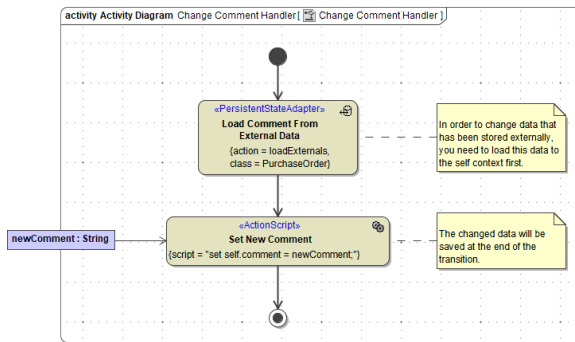 activity Activity Diagram Change Comment Handler[ Change Comment Handler ]
«PersistentStateAdapter»
Load Comment From
External Data
{action = loadExternals,
class = PurchaseOrder}
In order to change data that
has been stored externally,
you need to load this data to
the self context first.
newComment : String
«ActionScript»
Set New Comment
{script = "set self.comment = newComment;"}
The changed data will be
saved at the end of the
transition.